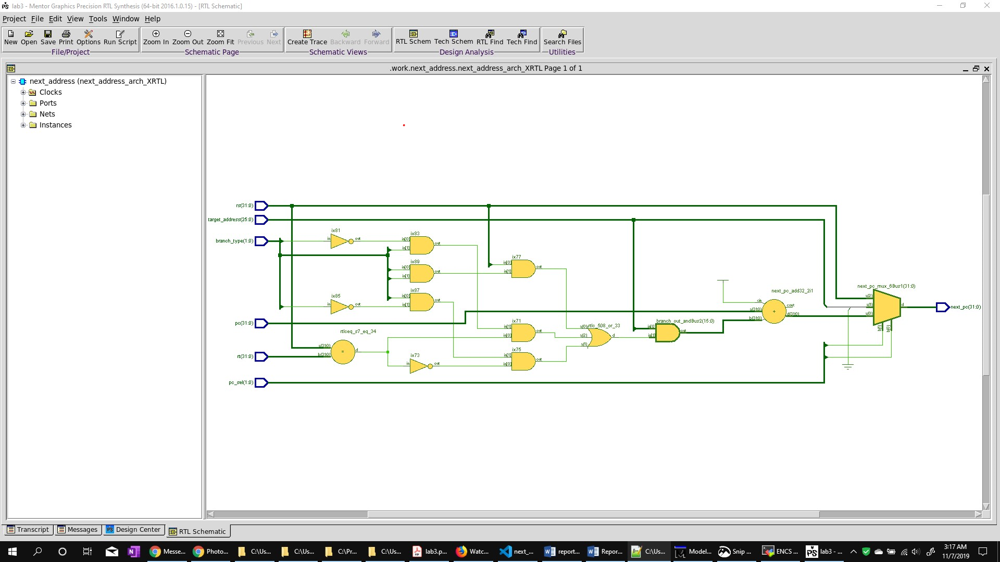 lab3 - Mentor Graphics Precision RTL Synthesis (64-bit 2016.1.0.15) - [RTL Schematic]
Project File Edit View Tools Window Help
New Open Save Print Options Run Script
File/Project
Zoom In Zoom Out Zoom Fit Previous Next
Schematic Page
Create Trace Backward Forward
Schematic Views
RTL Schem Tech Schem RTL Find Tech Find
Design Analysis
Search Files
Utilities
.work.next_address.next_address_arch_XRTL Page 1 of 1
next_address (next_address_arch_XRTL)
Clocks
Ports
Nets
Instances
rs(31:0)
target_address(25:0)
branch_type(1:0)
pc(31:0)
rt(31:0)
pc_sel(1:0)
ix81
in out
ix85
in out
rtlceq_s7_eq_34
a(31:0)
b(31:0)
d
=
ix83
in[0]
in[1]
out
ix89
in[0]
in[1]
out
ix87
in[0]
in[1]
out
ix73
in out
ix77
in[0]
in[1]
out
ix71
in[1]
in[0]
out
ix75
in[1]
in[0]
out
rtlc_508_or_33
a(0)
a(2)
a(1)
d
branch_out_andBus2(15:0)
in[0]
in[1]
out
next_pc_add32_2i1
cin
a(31:0)
b(31:0)
+
cout
d(31:0)
next_pc_mux_6Bus1(31:0)
a(2)
a(1)
a(0)
d
b(1)
b(0)
next_pc(31:0)
Transcript Messages Design Center RTL Schematic
Messe... Photo... C:\Us... C:\Us... C:\Pr... C:\Us... lab3.p... Watc... next_... report... Repor... C:\Us... Model... Snip ... ENCS ... lab3 - ...
3:17 AM
11/7/2019